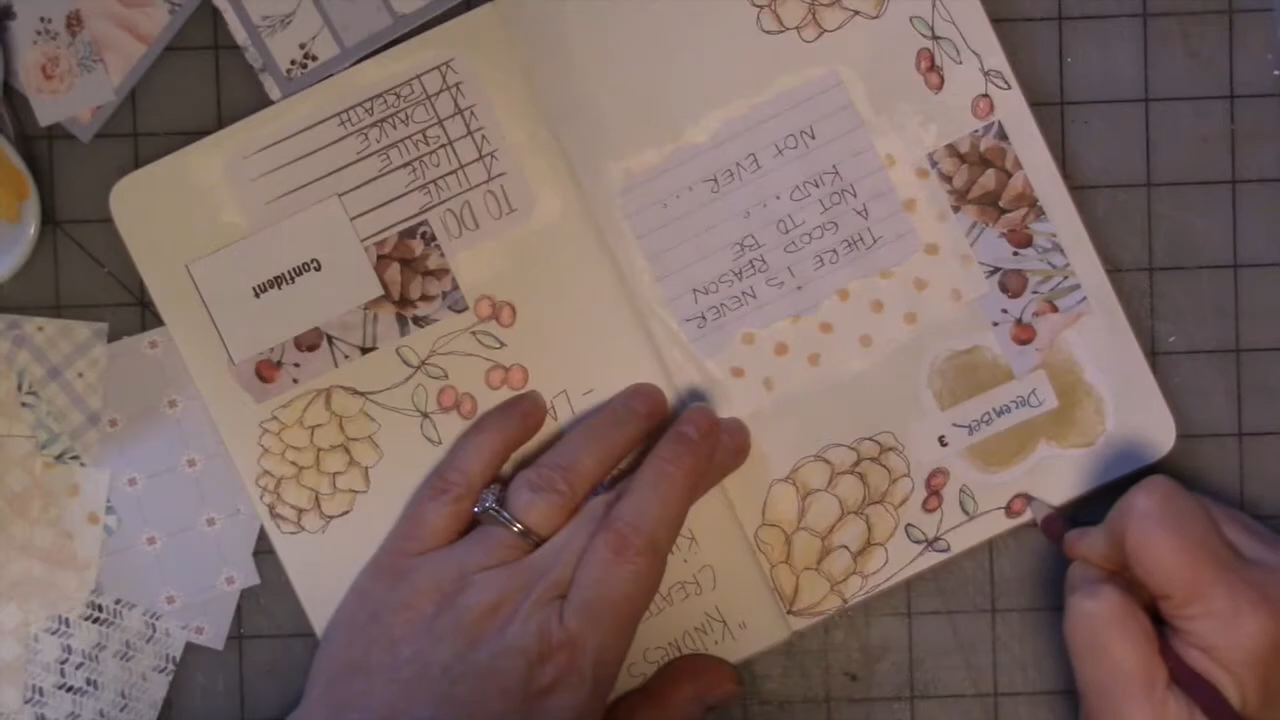 DecemBER
3
THERE iS NEVER
A GOOD REASON
NOT TO BE
KIND...
NOT EVER...
"KiNDNESS
TO DO
✓ LIVE
✓ LOVE
✓ SMILE
✓ DANCE
✓ BREATH
Confident